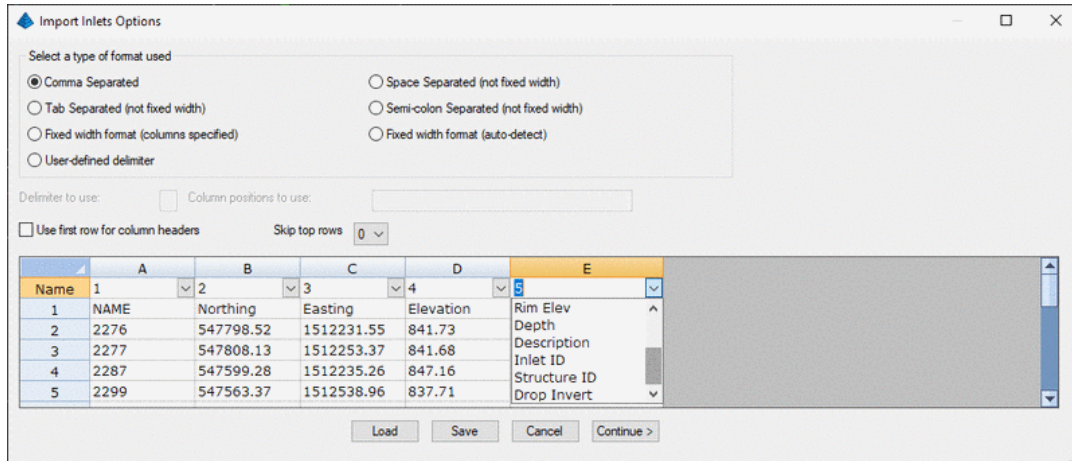 Import Inlets Options
Select a type of format used
Comma Separated Space Separated (not fixed width)
Tab Separated (not fixed width) Semi-colon Separated (not fixed width)
Fixed width format (columns specified) Fixed width format (auto-detect)
User-defined delimiter
Delimiter to use: Column positions to use:
Use first row for column headers Skip top rows 0
A B C D E
Name 1 2 3 4 5
1 NAME Northing Easting Elevation Rim Elev
2 2276 547798.52 1512231.55 841.73 Depth
Description
3 2277 547808.13 1512253.37 841.68 Inlet ID
4 2287 547599.28 1512235.26 847.16 Structure ID
5 2299 547563.37 1512538.96 837.71 Drop Invert
Load Save Cancel Continue >